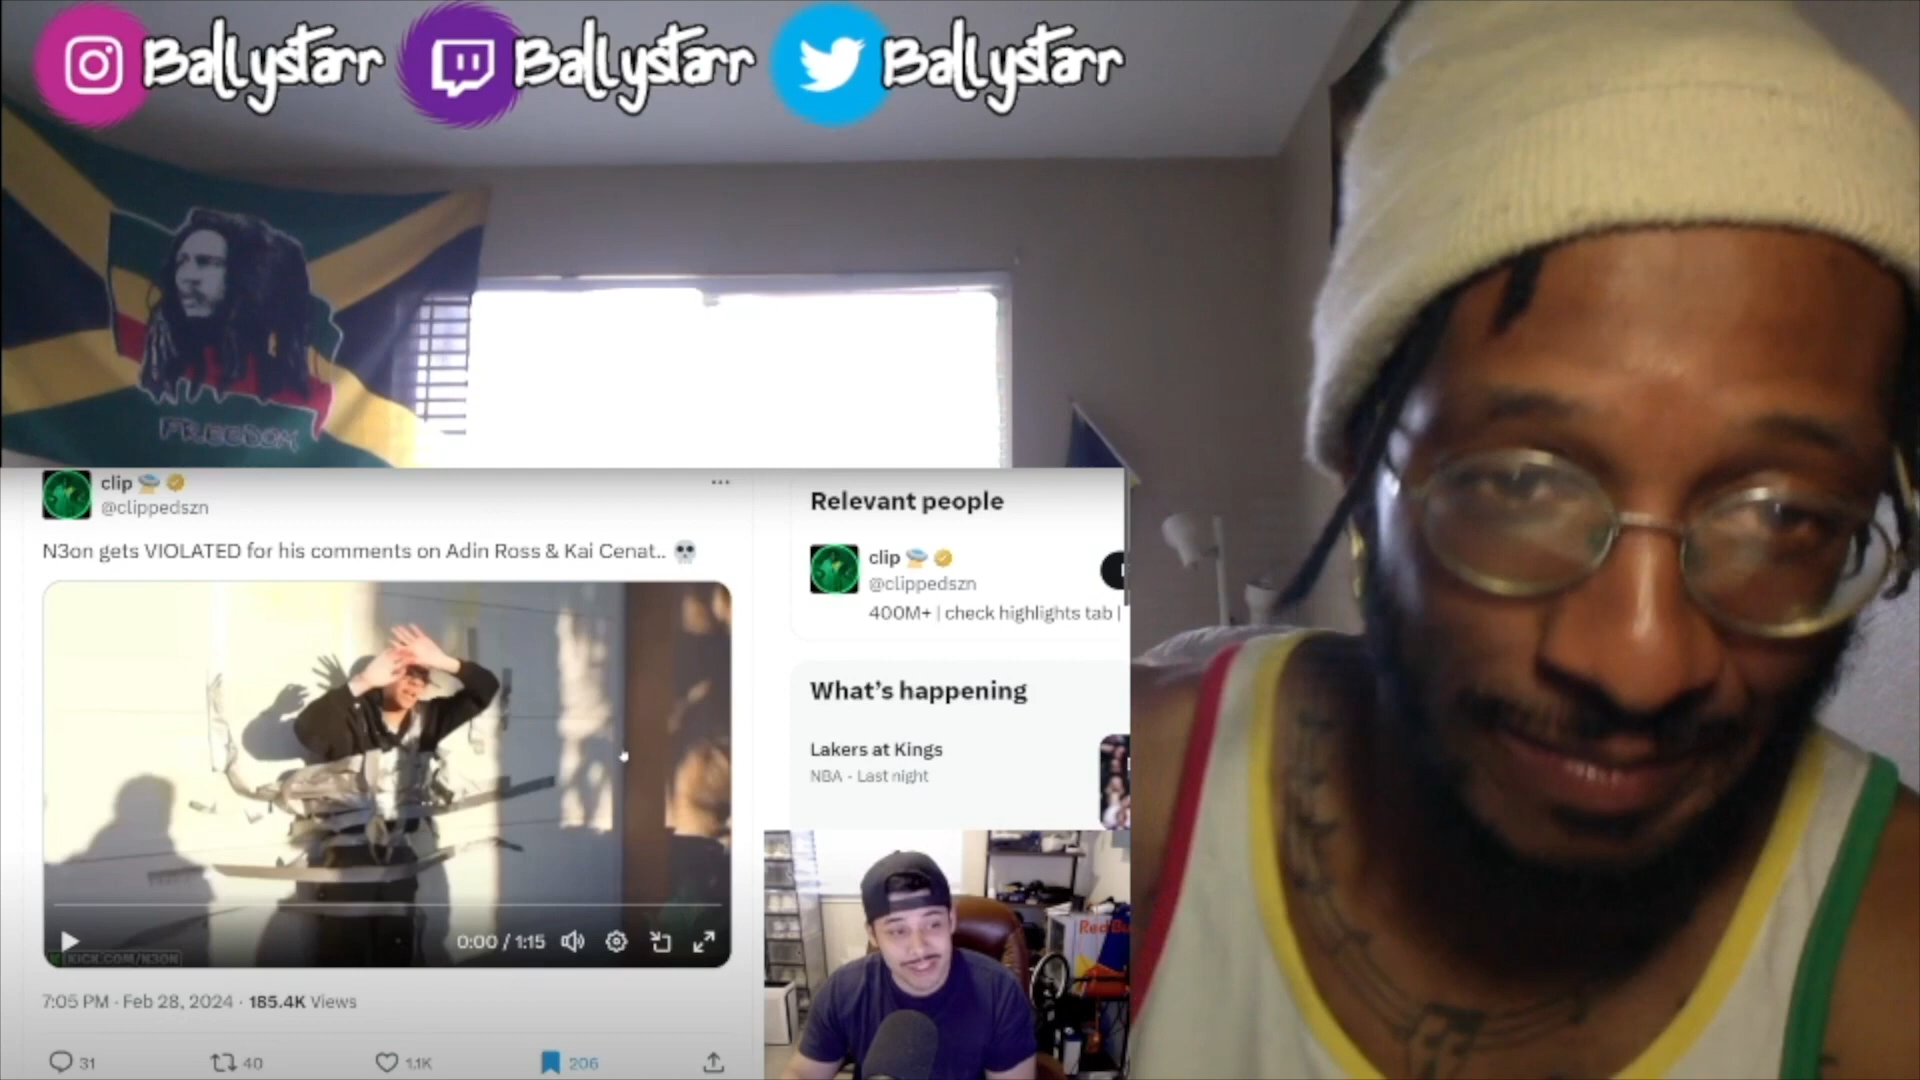 Ballystarr Ballystarr Ballystarr
FREEDOM
clip
@clippedszn
N3on gets VIOLATED for his comments on Adin Ross & Kai Cenat.. 💀
KICK.COM/N3ON
0:00 / 1:15
7:05 PM · Feb 28, 2024 · 185.4K Views
31
40
1.1K
206
Relevant people
clip
@clippedszn
400M+ | check highlights tab |
What's happening
Lakers at Kings
NBA · Last night